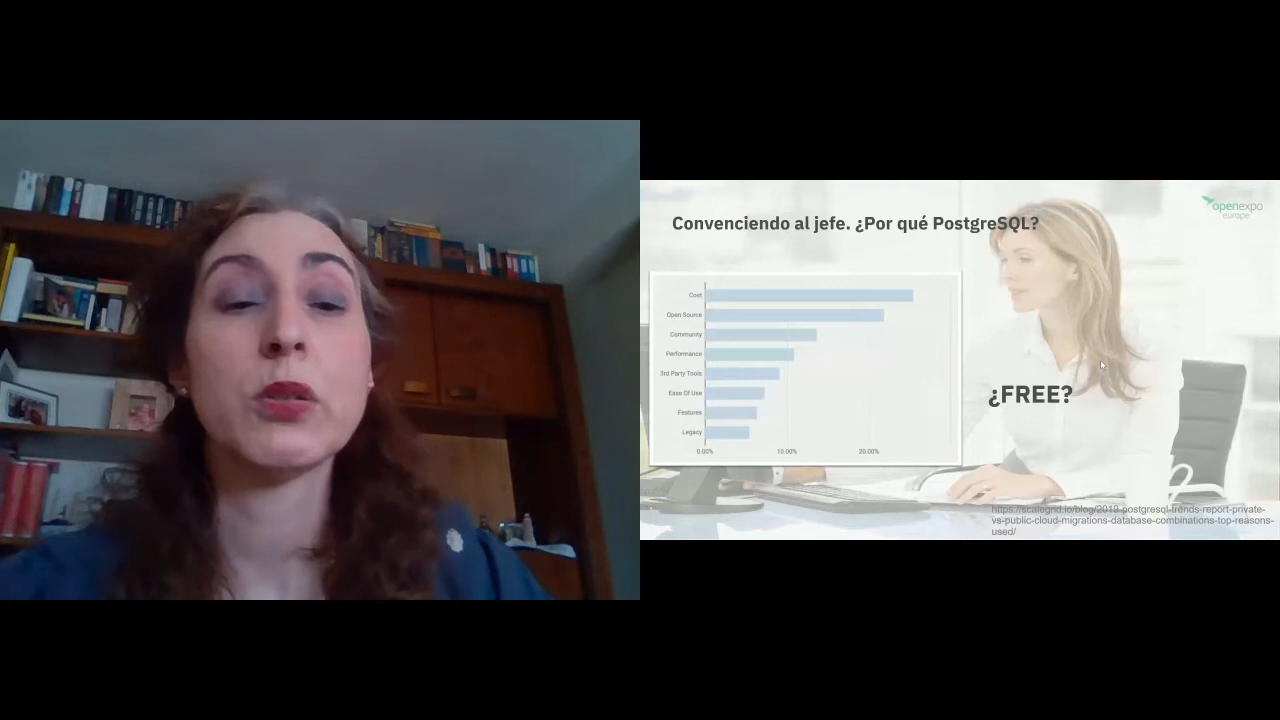 Convenciendo al jefe. ¿Por qué PostgreSQL?
openexpo
europe
Cost
Open Source
Community
Performance
3rd Party Tools
Ease Of Use
Features
Legacy
0.00%
10.00%
20.00%
¿FREE?
https://scalegrid.io/blog/2019-postgresql-trends-report-private-
vs-public-cloud-migrations-database-combinations-top-reasons-
used/